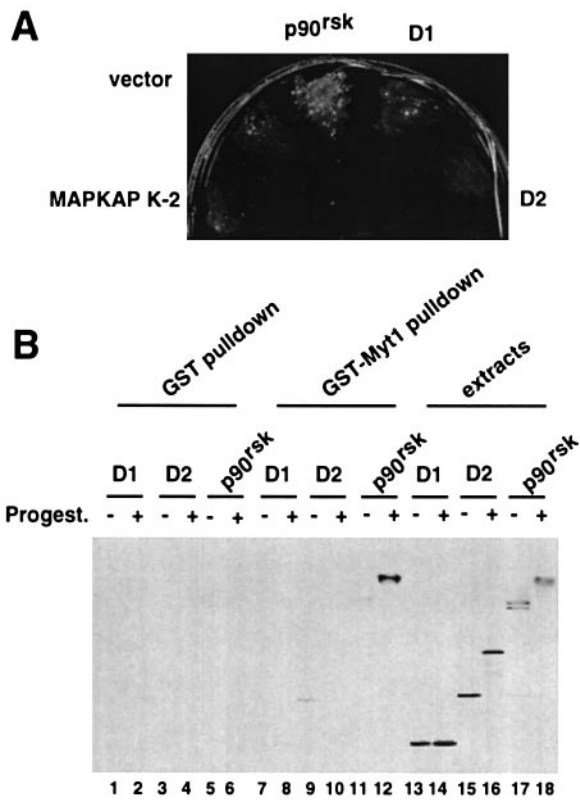 A
p90rsk D1
vector
MAPKAP K-2
D2
B
GST pulldown GST-Myt1 pulldown extracts
D1 D2 p90rsk D1 D2 p90rsk D1 D2 p90rsk
Progest. - + - + - + - + - + - + - + - + - +
1 2 3 4 5 6 7 8 9 10 11 12 13 14 15 16 17 18